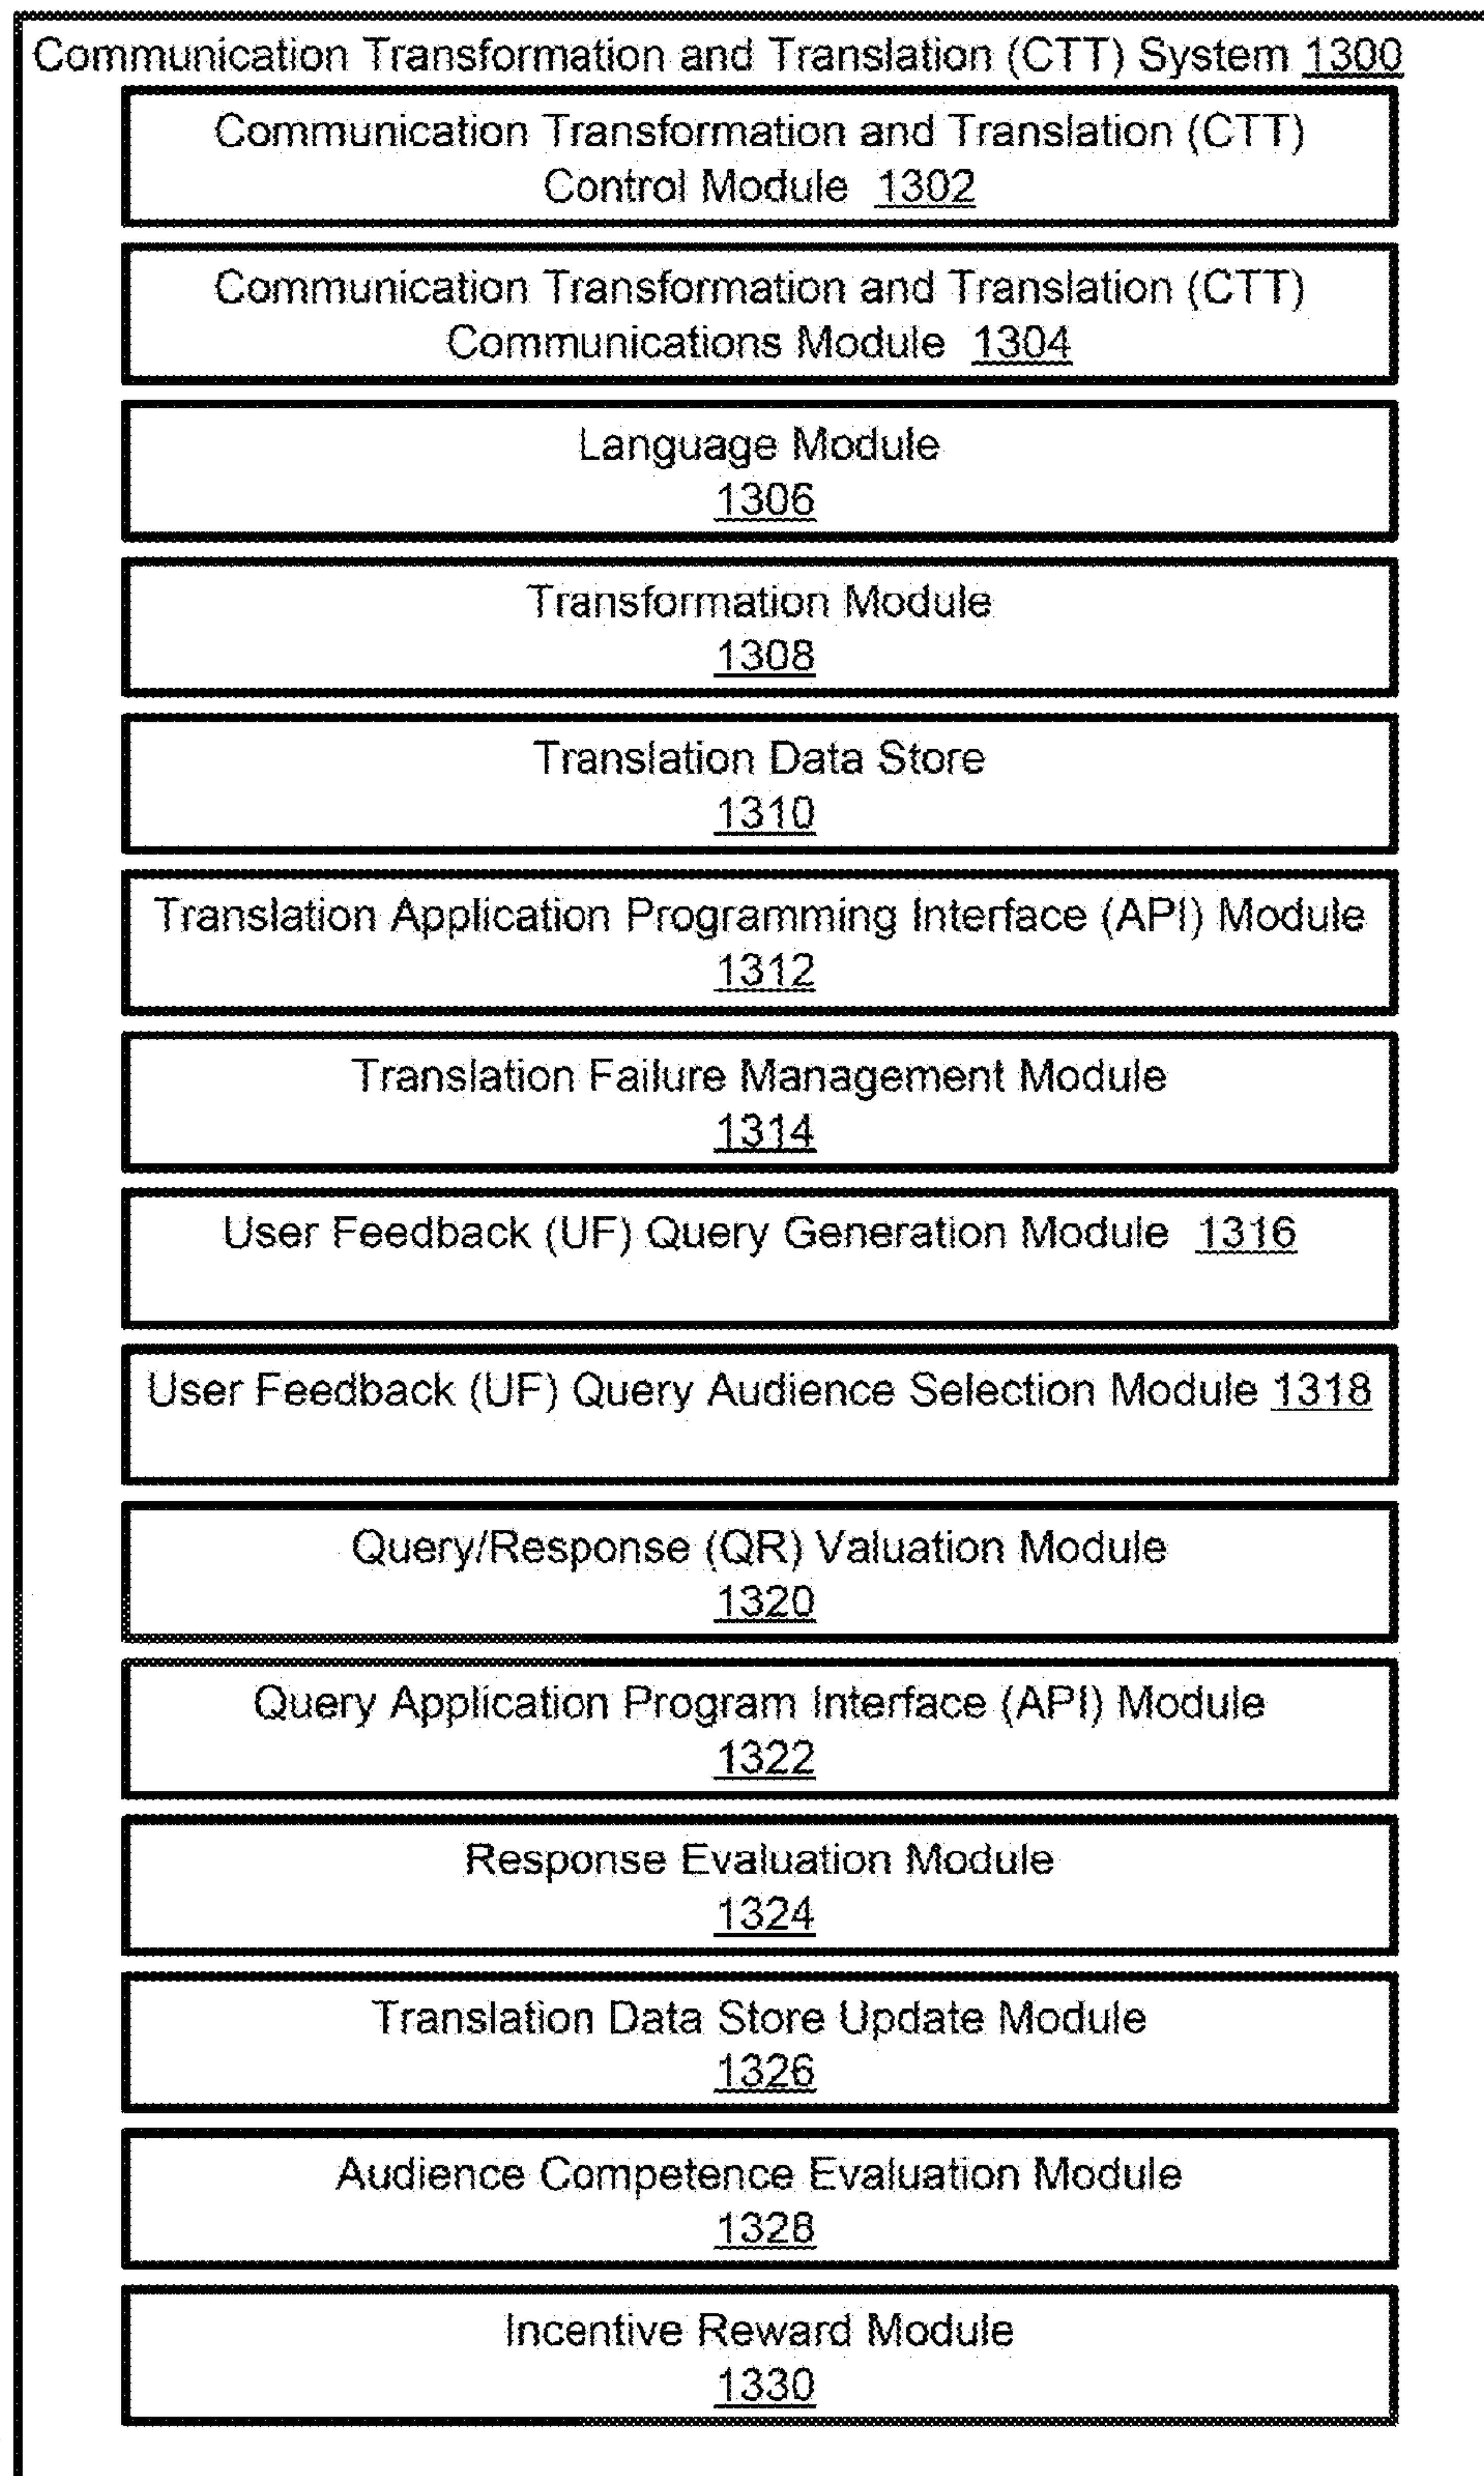 Communication Transformation and Translation (CTT) System 1300
Communication Transformation and Translation (CTT)
Control Module 1302
Communication Transformation and Translation (CTT)
Communications Module 1304
Language Module
1306
Transformation Module
1308
Translation Data Store
1310
Translation Application Programming Interface (API) Module
1312
Translation Failure Management Module
1314
User Feedback (UF) Query Generation Module 1316
User Feedback (UF) Query Audience Selection Module 1318
Query/Response (QR) Valuation Module
1320
Query Application Program Interface (API) Module
1322
Response Evaluation Module
1324
Translation Data Store Update Module
1326
Audience Competence Evaluation Module
1328
Incentive Reward Module
1330